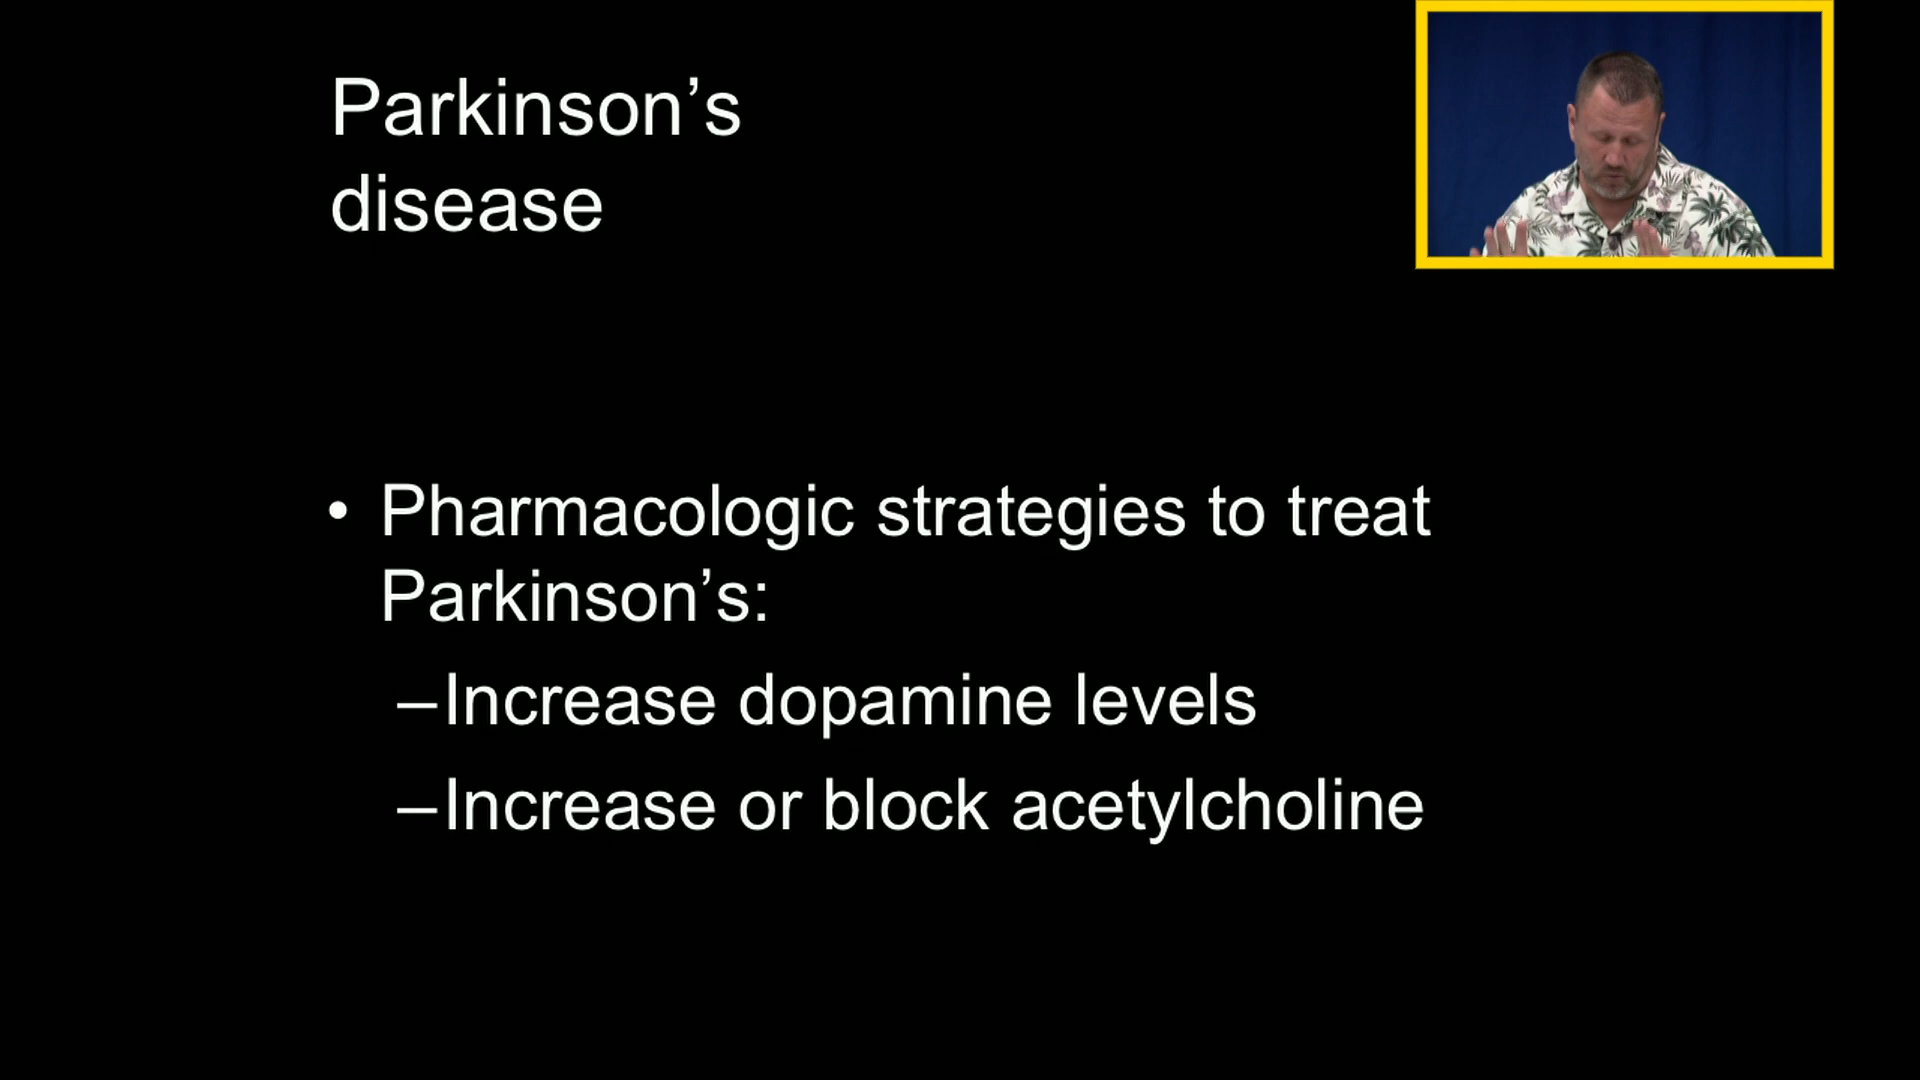 Parkinson’s
disease
• Pharmacologic strategies to treat
Parkinson’s:
–Increase dopamine levels
–Increase or block acetylcholine